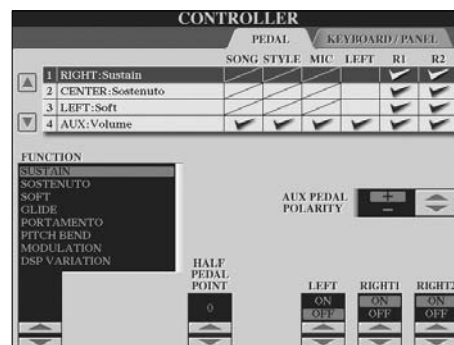 CONTROLLER
PEDAL KEYBOARD / PANEL
SONG STYLE MIC LEFT R1 R2
1 RIGHT:Sustain
2 CENTER:Sostenuto
3 LEFT:Soft
4 AUX:Volume
FUNCTION
SUSTAIN
SOSTENUTO
SOFT
GLIDE
PORTAMENTO
PITCH BEND
MODULATION
DSP VARIATION
AUX PEDAL
POLARITY
+
−
HALF
PEDAL
POINT
0
LEFT RIGHT1 RIGHT2
ON ON ON
OFF OFF OFF